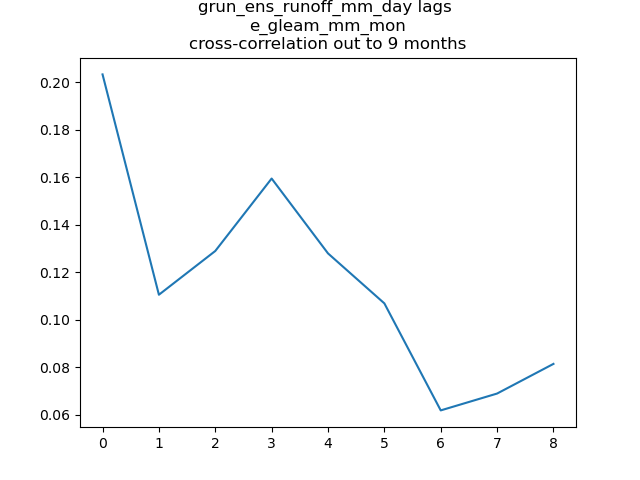 grun_ens_runoff_mm_day lags
e_gleam_mm_mon
cross-correlation out to 9 months
0.20
0.18
0.16
0.14
0.12
0.10
0.08
0.06
0 1 2 3 4 5 6 7 8